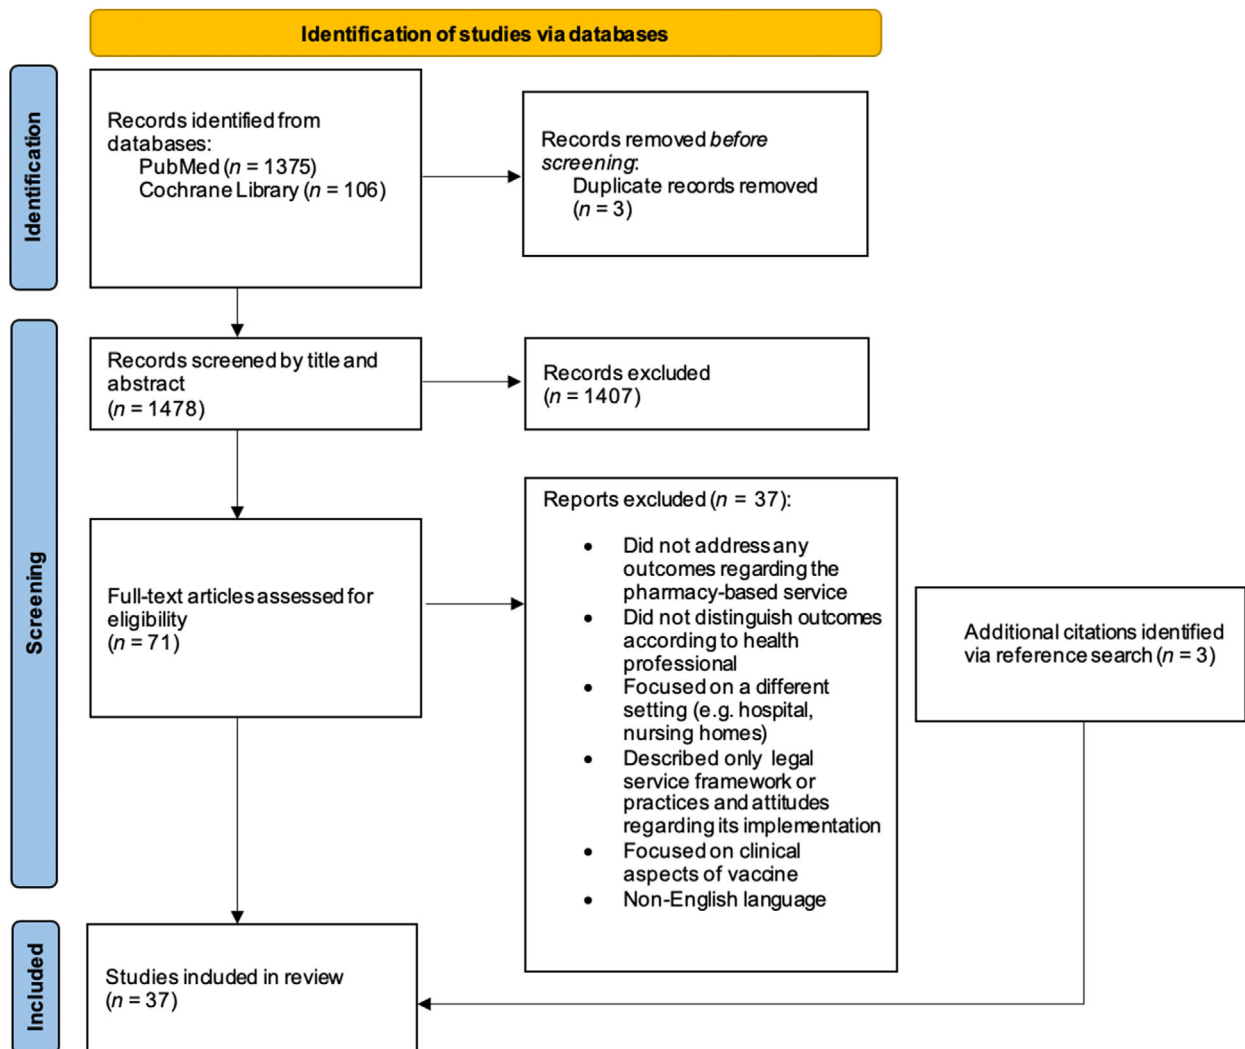 Identification of studies via databases
Identification
Records identified from
databases:
PubMed (n = 1375)
Cochrane Library (n = 106)
Records removed before
screening:
Duplicate records removed
(n = 3)
Screening
Records screened by title and
abstract
(n = 1478)
Records excluded
(n = 1407)
Full-text articles assessed for
eligibility
(n = 71)
Reports excluded (n = 37):
• Did not address any
outcomes regarding the
pharmacy-based service
• Did not distinguish outcomes
according to health
professional
• Focused on a different
setting (e.g. hospital,
nursing homes)
• Described only legal
service framework or
practices and attitudes
regarding its implementation
• Focused on clinical
aspects of vaccine
• Non-English language
Additional citations identified
via reference search (n = 3)
Included
Studies included in review
(n = 37)